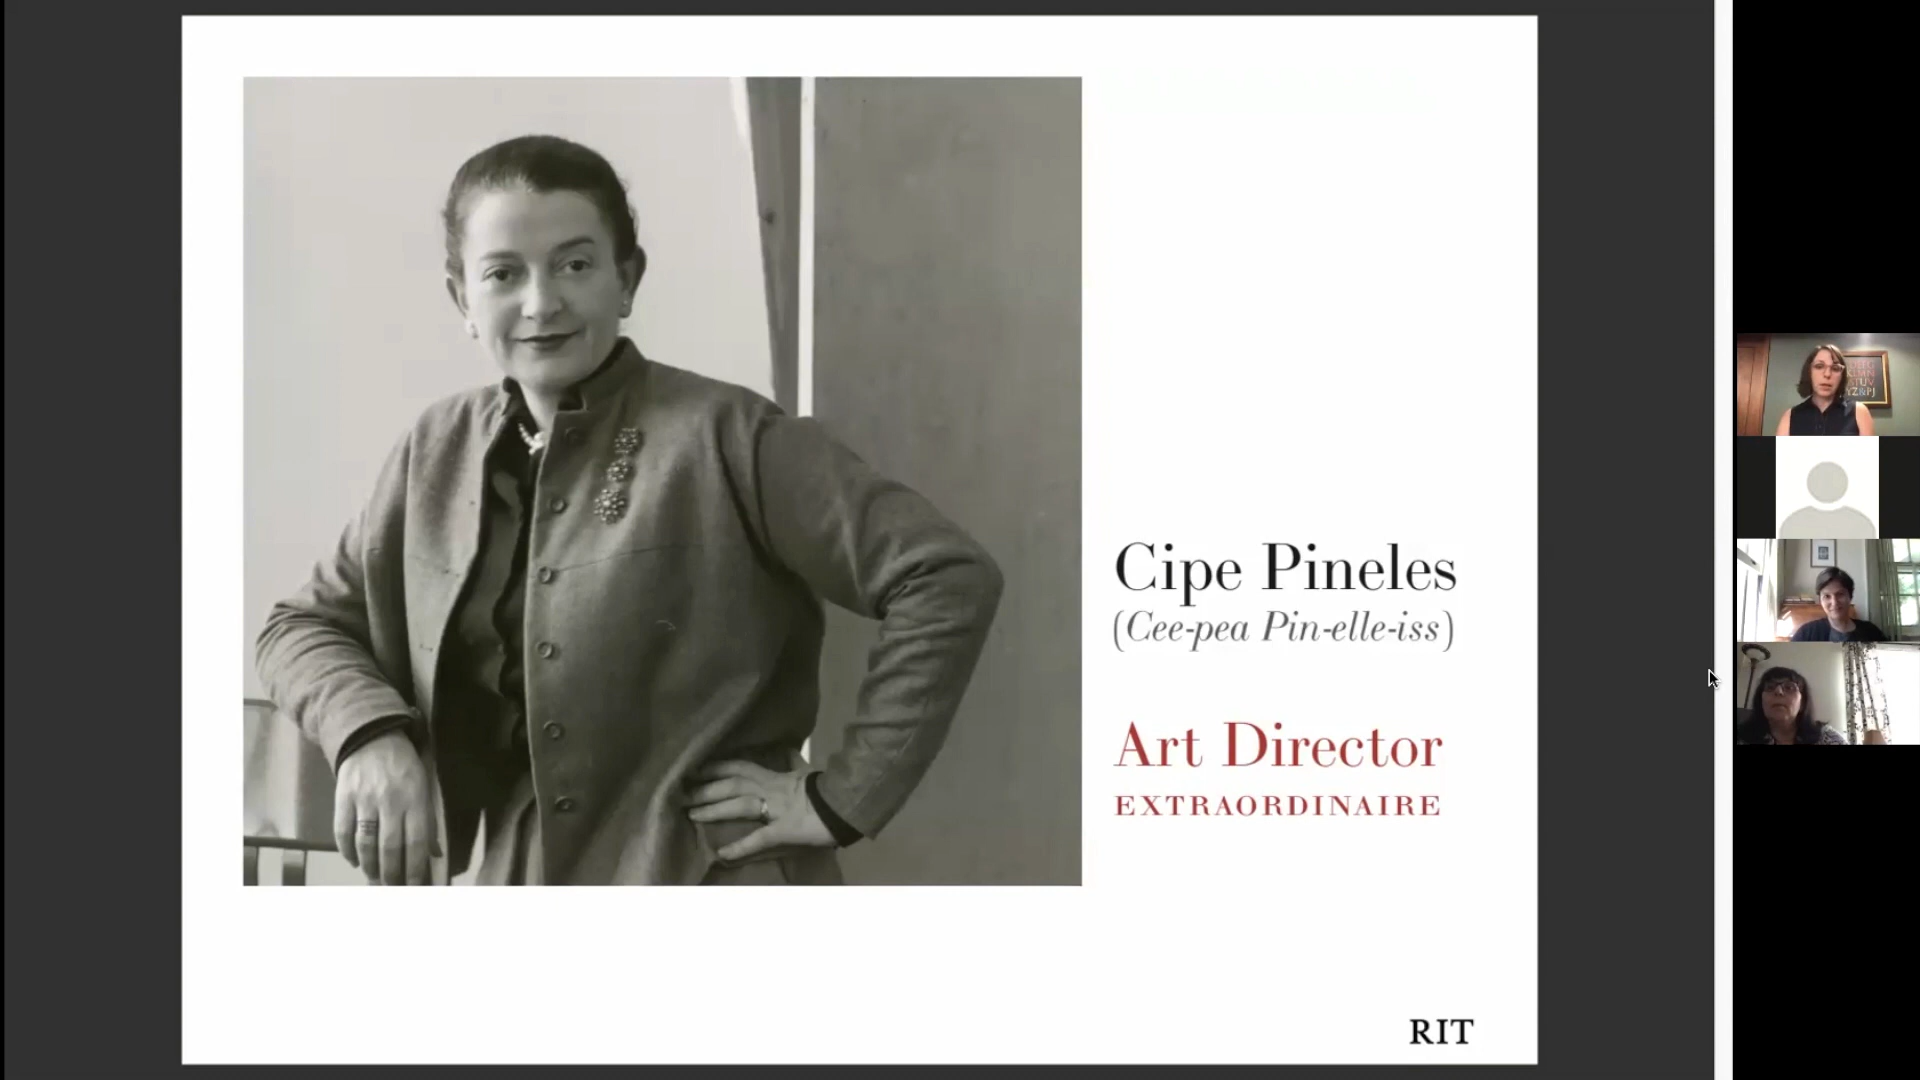 Cipe Pineles
(Cee-pea Pin-elle-iss)
Art Director
EXTRAORDINAIRE
RIT